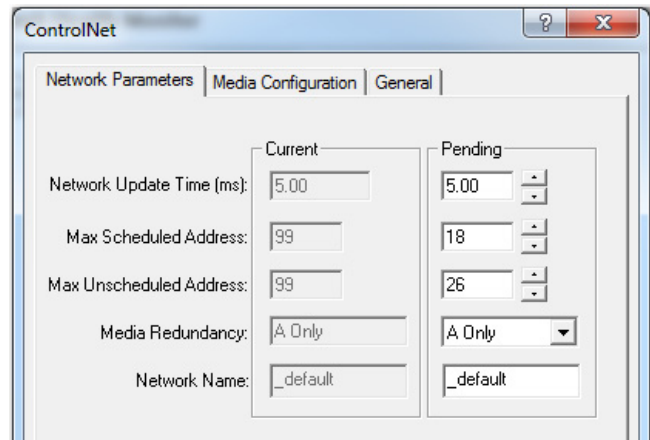 ControlNet
Network Parameters Media Configuration General
Current Pending
Network Update Time (ms): 5.00 5.00
Max Scheduled Address: 99 18
Max Unscheduled Address: 99 26
Media Redundancy: A Only A Only
Network Name: _default _default